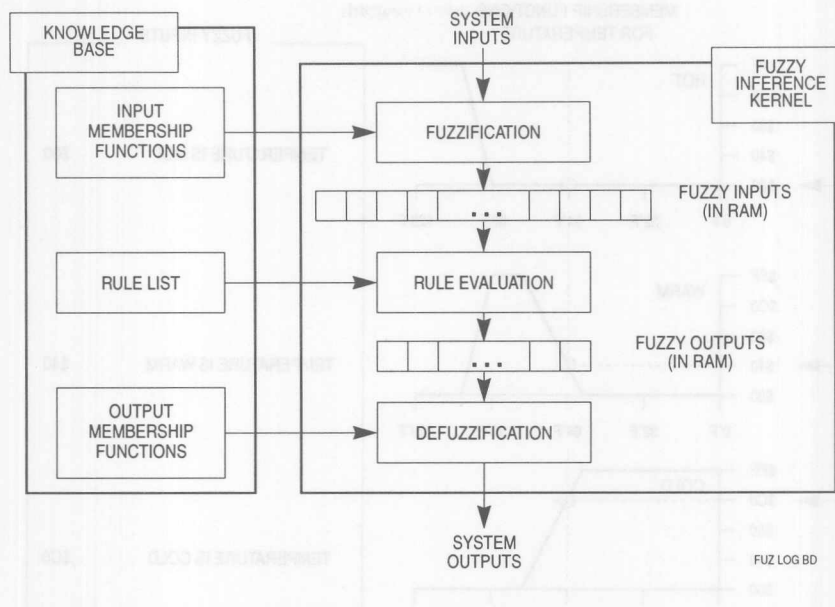 KNOWLEDGE
BASE
SYSTEM
INPUTS
FUZZY
INFERENCE
KERNEL
INPUT
MEMBERSHIP
FUNCTIONS
FUZZIFICATION
FUZZY INPUTS
(IN RAM)
...
RULE LIST
RULE EVALUATION
FUZZY OUTPUTS
(IN RAM)
...
OUTPUT
MEMBERSHIP
FUNCTIONS
DEFUZZIFICATION
SYSTEM
OUTPUTS
FUZ LOG BD